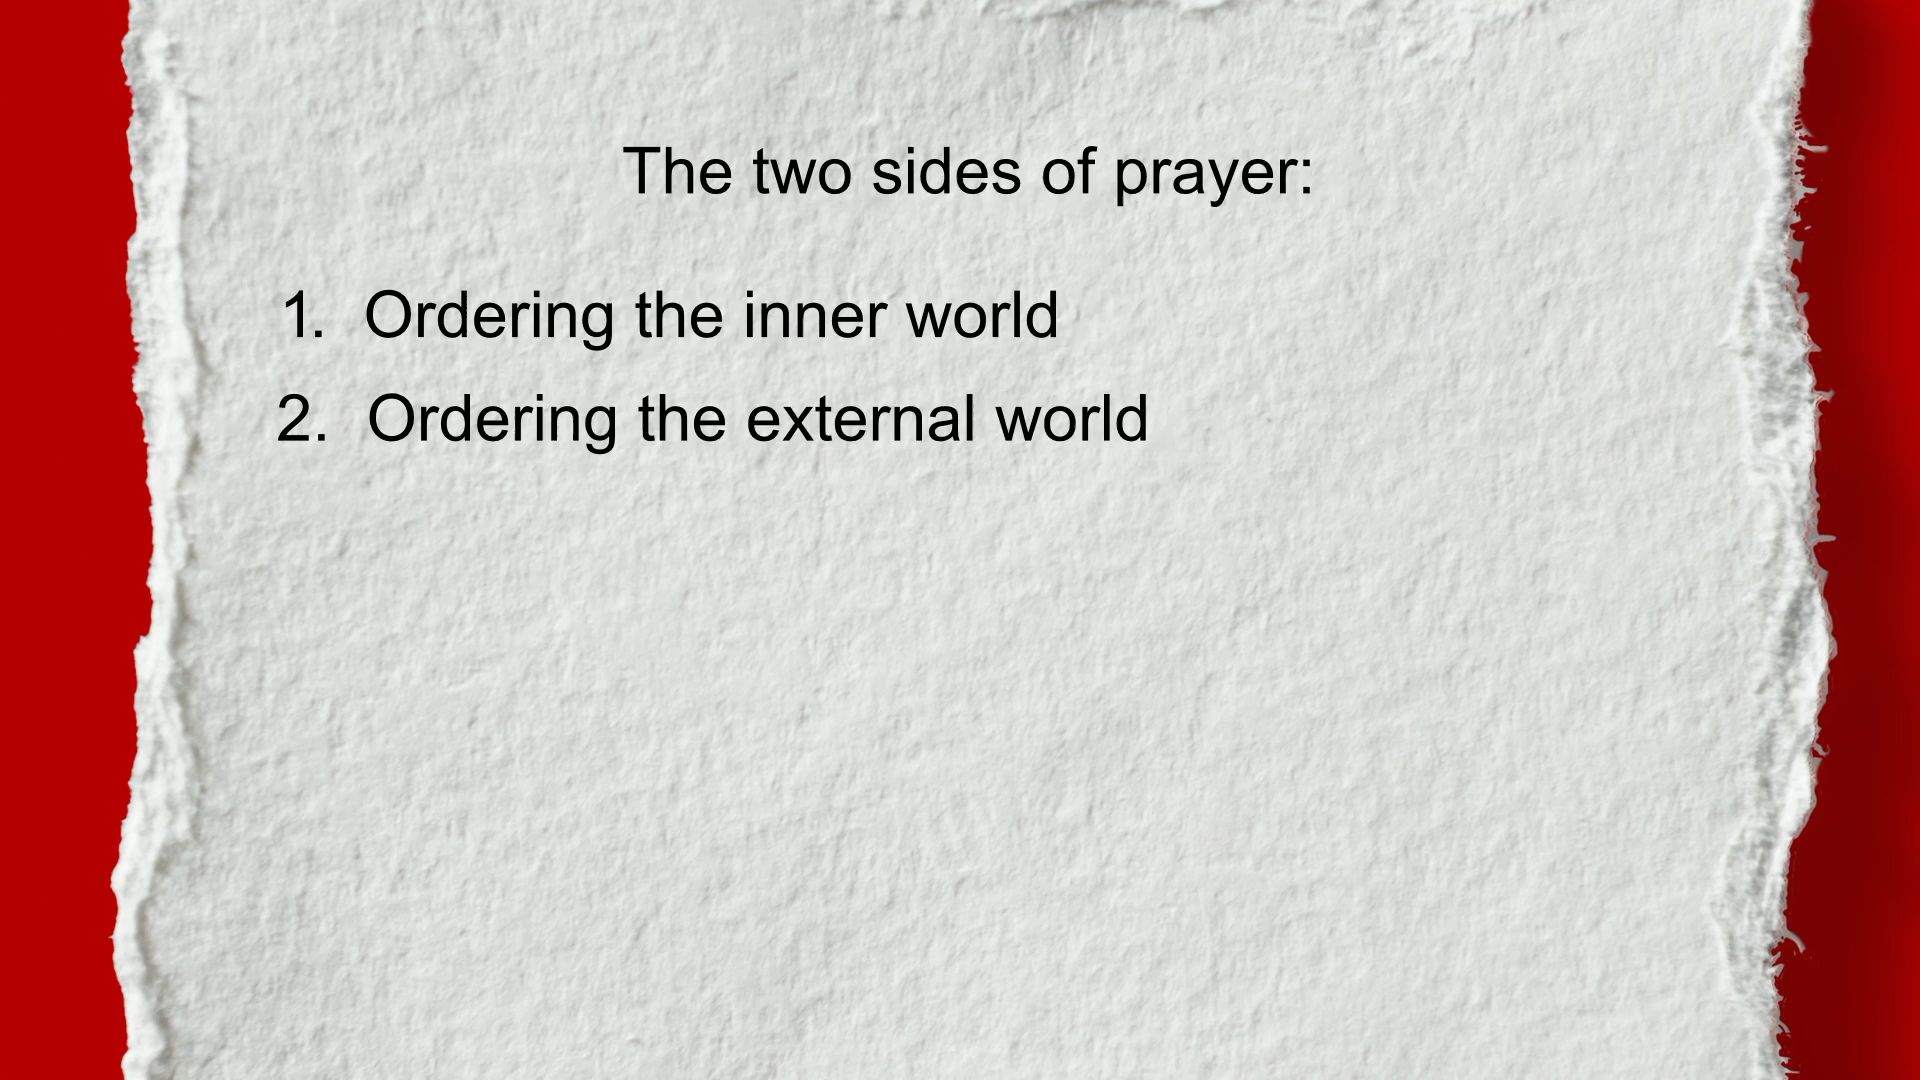 The two sides of prayer:
1. Ordering the inner world
2. Ordering the external world